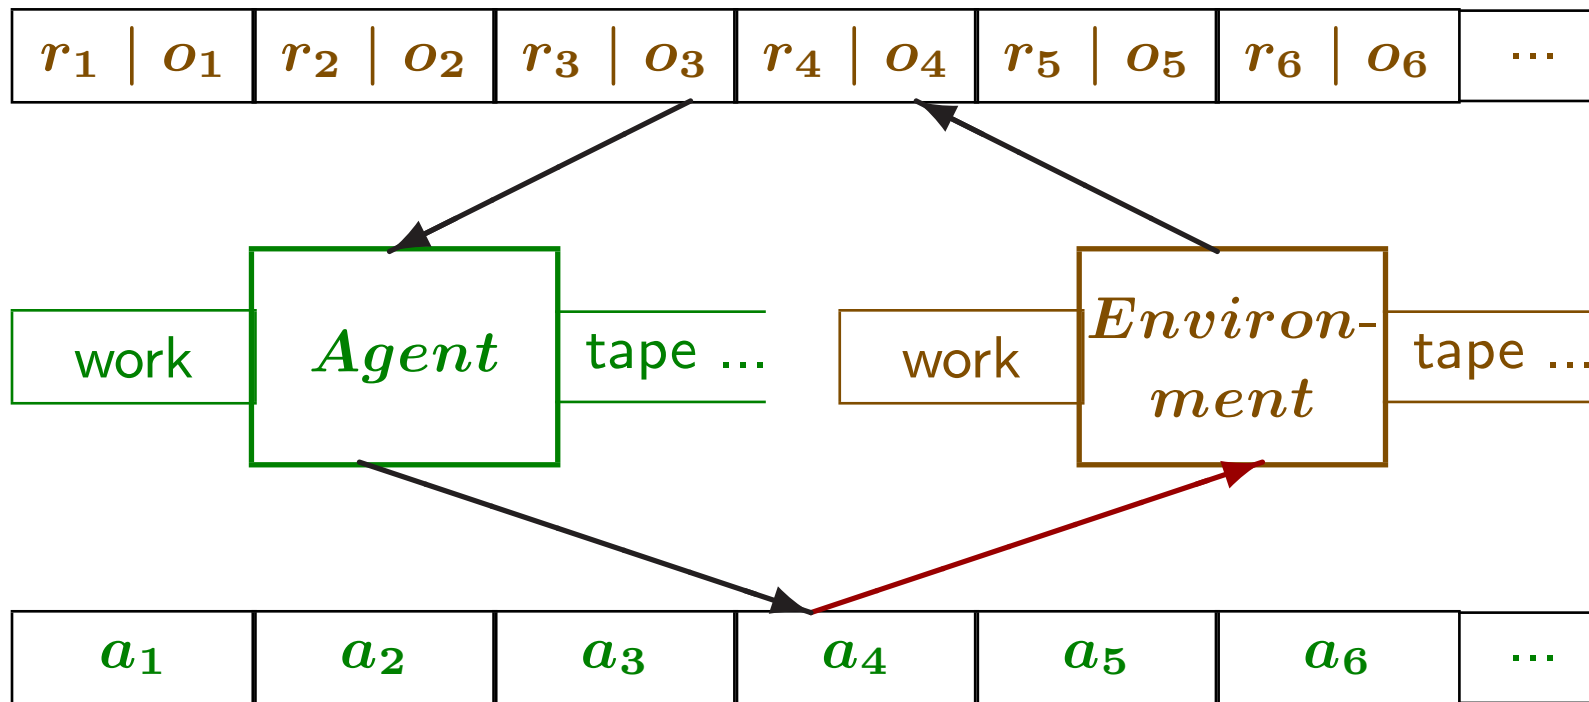 r₁ | o₁ r₂ | o₂ r₃ | o₃ r₄ | o₄ r₅ | o₅ r₆ | o₆ ...
work Agent tape ... work Environ-
ment tape ...
a₁ a₂ a₃ a₄ a₅ a₆ ...